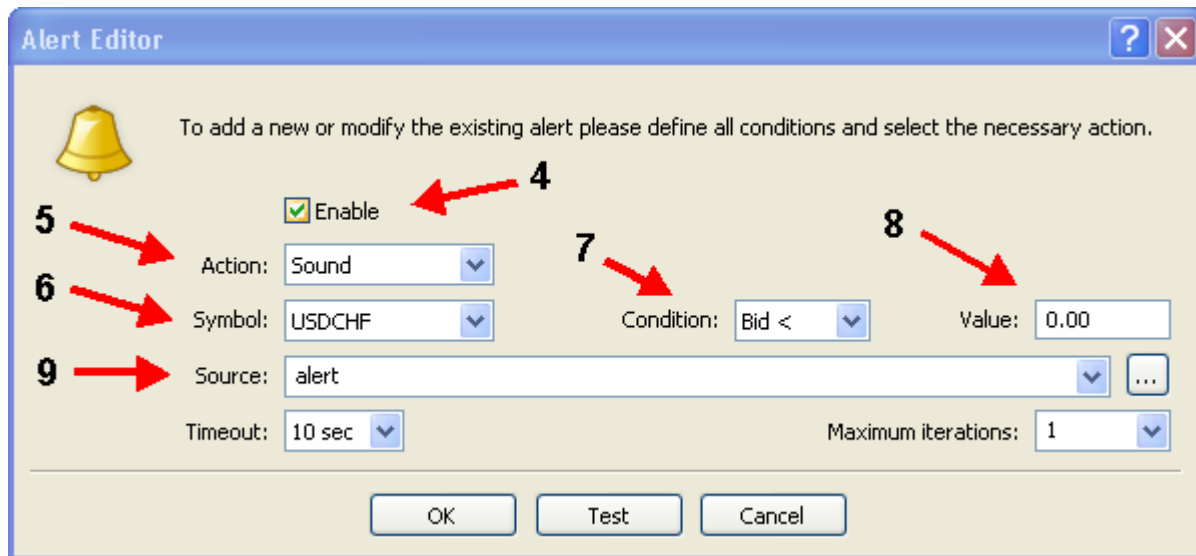 Alert Editor
?
To add a new or modify the existing alert please define all conditions and select the necessary action.
4
Enable
5
Action: Sound
7
8
6
Symbol: USDCHF Condition: Bid < Value: 0.00
9
Source: alert ...
Timeout: 10 sec Maximum iterations: 1
OK Test Cancel